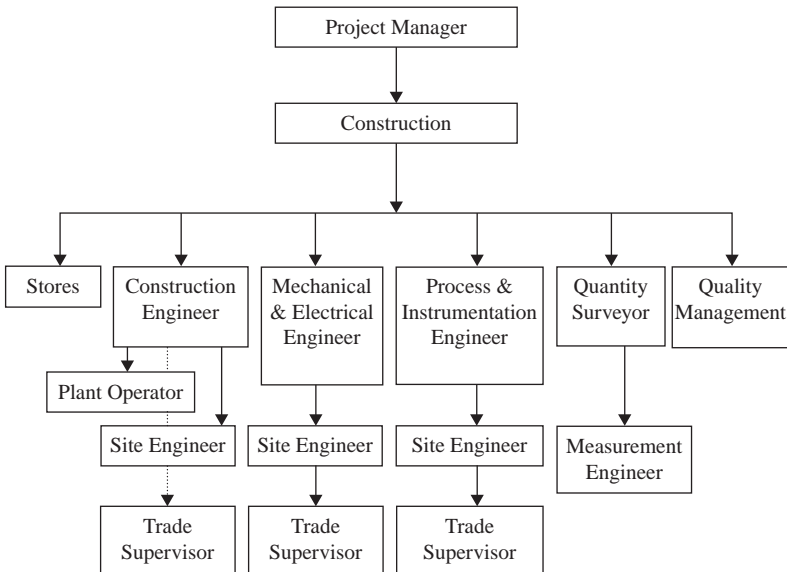 Project Manager
Construction
Stores
Construction
Engineer
Mechanical
& Electrical
Engineer
Process &
Instrumentation
Engineer
Quantity
Surveyor
Quality
Management
Plant Operator
Site Engineer
Site Engineer
Site Engineer
Measurement
Engineer
Trade
Supervisor
Trade
Supervisor
Trade
Supervisor